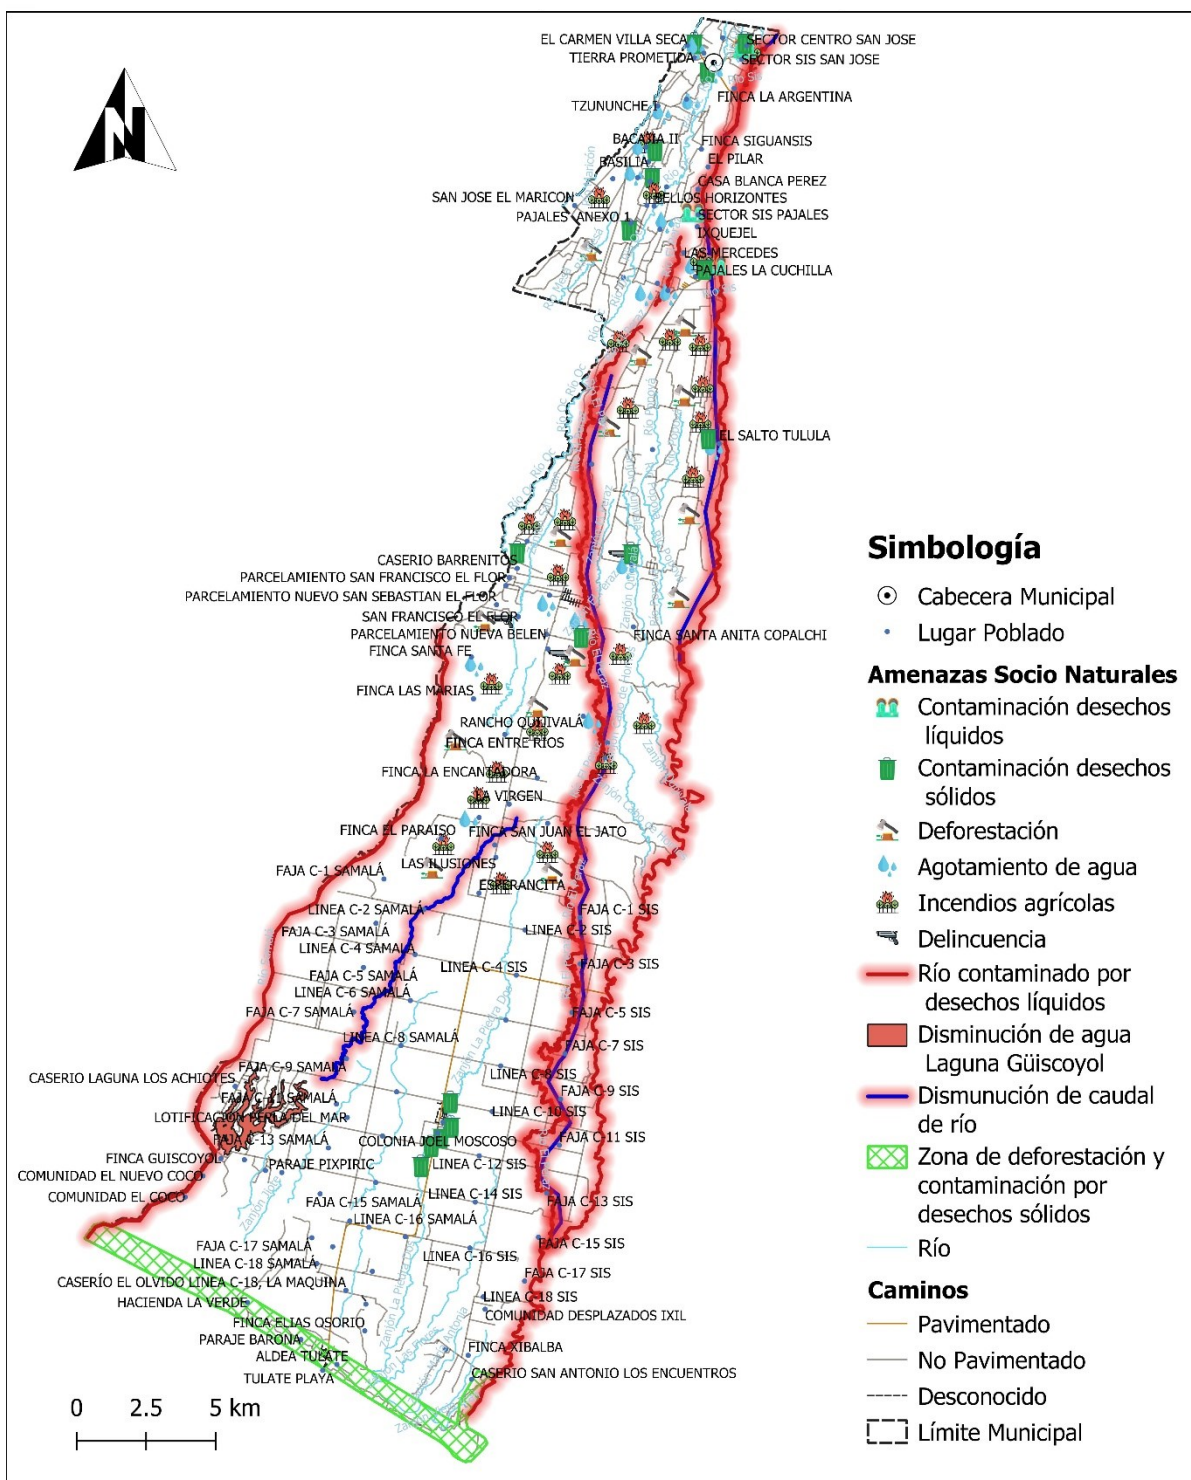 EL CARMEN VILLA SECA
SECTOR CENTRO SAN JOSE
TIERRA PROMETIDA
SECTOR SIS SAN JOSE
FINCA LA ARGENTINA
TZUNUNCHE I
BACAJIA II
FINCA SIGUANSIS
BASILIA
EL PILAR
CASA BLANCA PEREZ
SAN JOSE EL MARICON
BELLOS HORIZONTES
PAJALES ANEXO 1
SECTOR SIS PAJALES
IXQUEJEL
LAS MERCEDES
PAJALES LA CUCHILLA
EL SALTO TULULA
CASERIO BARRENITOS
PARCELAMIENTO SAN FRANCISCO EL FLOR
PARCELAMIENTO NUEVO SAN SEBASTIAN EL FLOR
SAN FRANCISCO EL FLOR
PARCELAMIENTO NUEVA BELEN
FINCA SANTA ANITA COPALCHI
FINCA SANTA FE
FINCA LAS MARIAS
RANCHO QUIJIVALÁ
FINCA ENTRE RIOS
FINCA LA ENCANTADORA
LA VIRGEN
FINCA EL PARAISO
FINCA SAN JUAN EL JATO
LAS ILUSIONES
FAJA C-1 SAMALÁ
ESPERANCITA
LINEA C-2 SAMALÁ
FAJA C-1 SIS
FAJA C-3 SAMALÁ
LINEA C-2 SIS
LINEA C-4 SAMALÁ
FAJA C-3 SIS
FAJA C-5 SAMALÁ
LINEA C-4 SIS
LINEA C-6 SAMALÁ
FAJA C-7 SAMALÁ
FAJA C-5 SIS
LINEA C-8 SAMALÁ
FAJA C-7 SIS
FAJA C-9 SAMALÁ
LINEA C-8 SIS
CASERIO LAGUNA LOS ACHIOTES
FAJA C-9 SIS
FAJA C-11 SAMALÁ
LINEA C-10 SIS
LOTIFICACION PERLA DEL MAR
FAJA C-13 SAMALÁ
COLONIA JOEL MOSCOSO
FAJA C-11 SIS
FINCA GUISCOYOL
PARAJE PIXPIRIC
LINEA C-12 SIS
COMUNIDAD EL NUEVO COCO
COMUNIDAD EL COCO
FAJA C-15 SAMALÁ
LINEA C-14 SIS
FAJA C-13 SIS
LINEA C-16 SAMALÁ
FAJA C-17 SAMALÁ
FAJA C-15 SIS
LINEA C-18 SAMALÁ
LINEA C-16 SIS
CASERÍO EL OLVIDO LINEA C-18, LA MAQUINA
FAJA C-17 SIS
HACIENDA LA VERDE
LINEA C-18 SIS
FINCA ELIAS OSORIO
COMUNIDAD DESPLAZADOS IXIL
PARAJE BARONA
FINCA XIBALBA
ALDEA TULATE
TULATE PLAYA
CASERIO SAN ANTONIO LOS ENCUENTROS
N
0 2.5 5 km
Simbología
Cabecera Municipal
Lugar Poblado
Amenazas Socio Naturales
Contaminación desechos
líquidos
Contaminación desechos
sólidos
Deforestación
Agotamiento de agua
Incendios agrícolas
Delincuencia
Río contaminado por
desechos líquidos
Disminución de agua
Laguna Güiscoyol
Dismunución de caudal
de río
Zona de deforestación y
contaminación por
desechos sólidos
Río
Caminos
Pavimentado
No Pavimentado
Desconocido
Límite Municipal